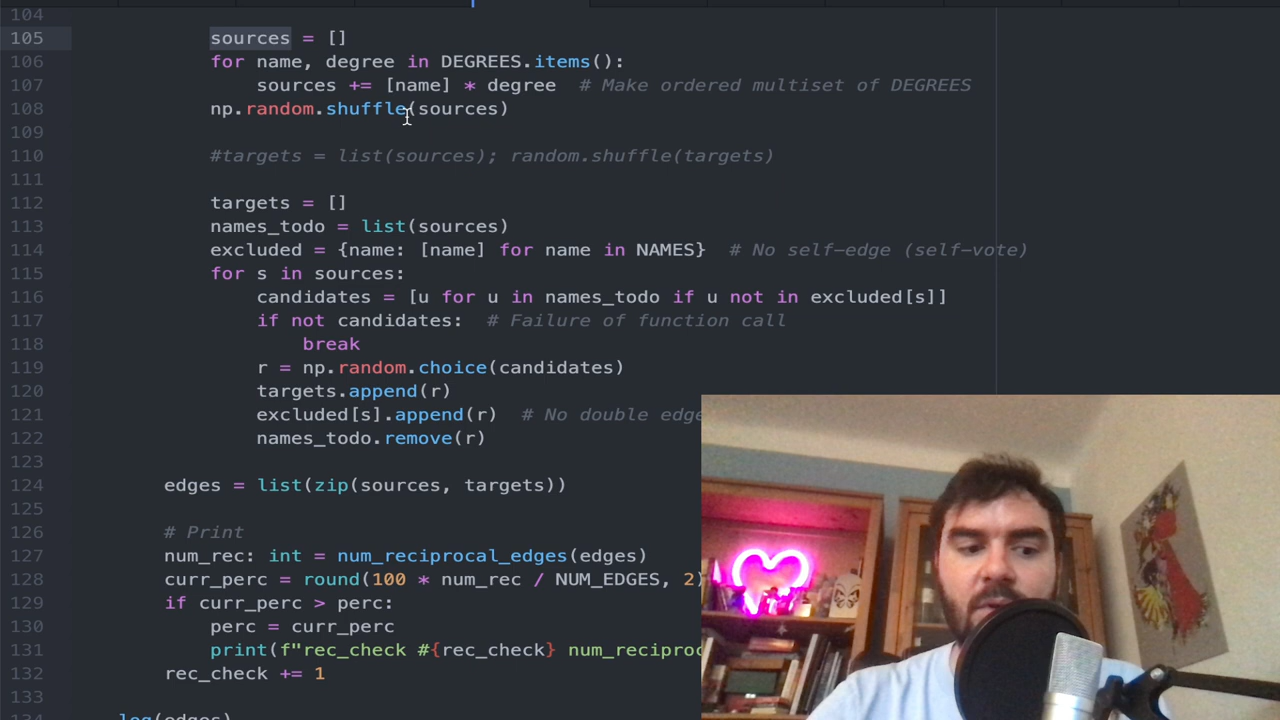 104
105 sources = []
106 for name, degree in DEGREES.items():
107 sources += [name] * degree # Make ordered multiset of DEGREES
108 np.random.shuffle(sources)
109
110 #targets = list(sources); random.shuffle(targets)
111
112 targets = []
113 names_todo = list(sources)
114 excluded = {name: [name] for name in NAMES} # No self-edge (self-vote)
115 for s in sources:
116 candidates = [u for u in names_todo if u not in excluded[s]]
117 if not candidates: # Failure of function call
118 break
119 r = np.random.choice(candidates)
120 targets.append(r)
121 excluded[s].append(r) # No double edge
122 names_todo.remove(r)
123
124 edges = list(zip(sources, targets))
125
126 # Print
127 num_rec: int = num_reciprocal_edges(edges)
128 curr_perc = round(100 * num_rec / NUM_EDGES, 2)
129 if curr_perc > perc:
130 perc = curr_perc
131 print(f"rec_check #{rec_check} num_reciproc
132 rec_check += 1
133
134 log(edges)